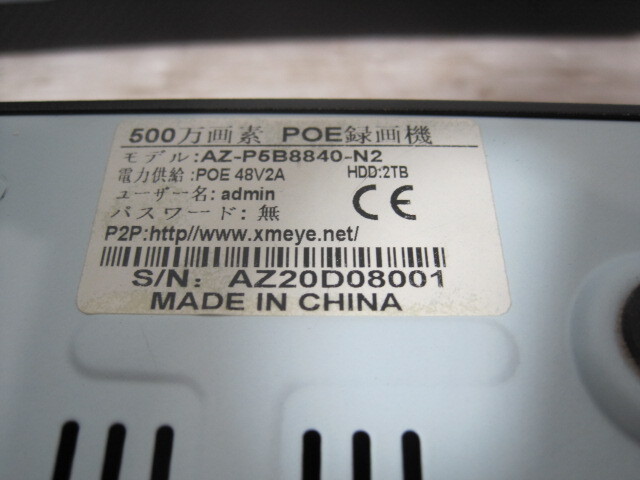 500万画素 POE録画機
モデル:AZ-P5B8840-N2
電力供給:POE 48V2A HDD:2TB
ユーザー名: admin
パスワード: 無
CE
P2P:http//www.xmeye.net/
S/N: AZ20D08001
MADE IN CHINA